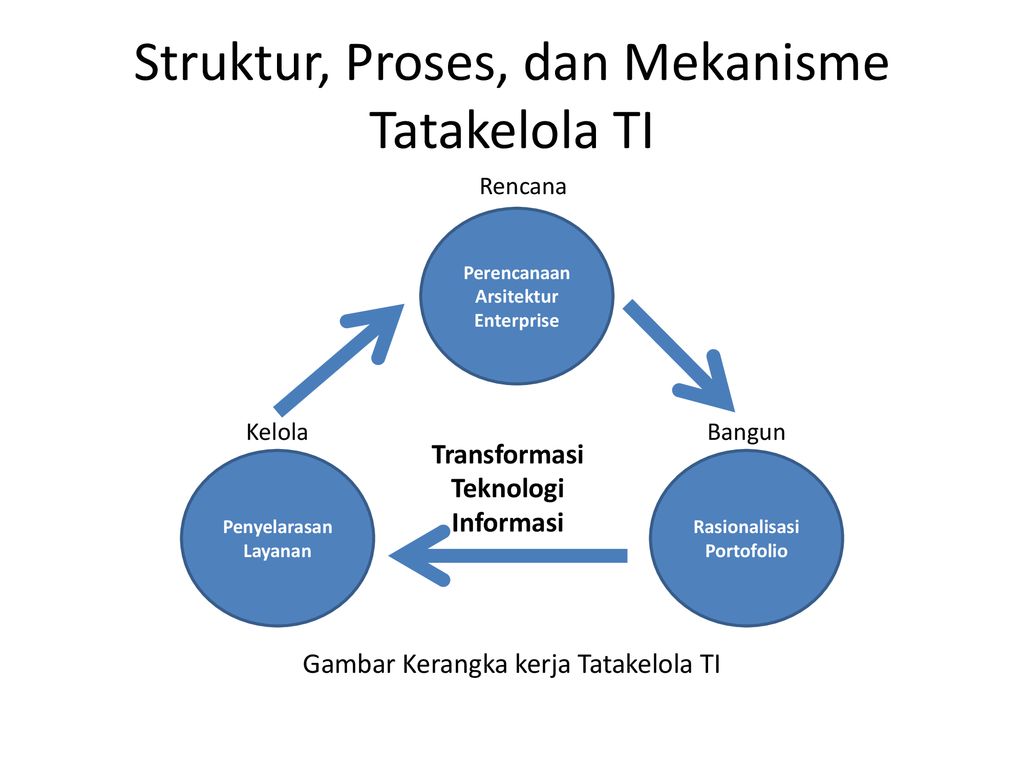 Struktur, Proses, dan Mekanisme
Tatakelola TI
Rencana
Perencanaan
Arsitektur
Enterprise
Kelola
Bangun
Transformasi
Teknologi
Informasi
Penyelarasan
Layanan
Rasionalisasi
Portofolio
Gambar Kerangka kerja Tatakelola TI